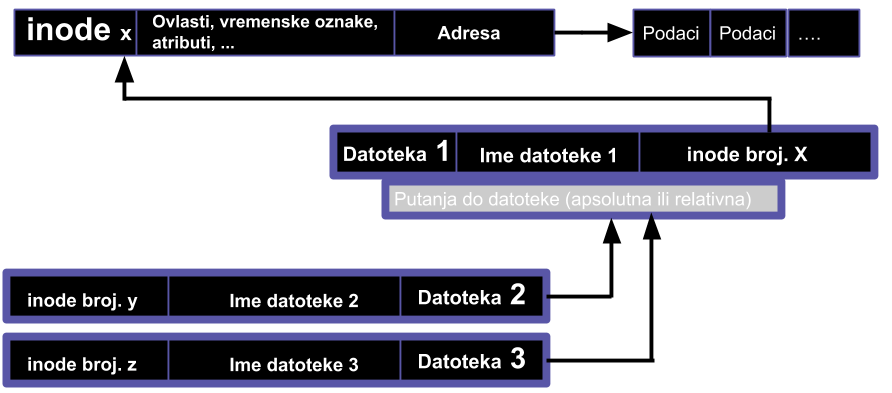 inode x
Ovlasti, vremenske oznake,
atributi, ...
Adresa
Podaci
Podaci
....
Datoteka 1
Ime datoteke 1
inode broj. X
Putanja do datoteke (apsolutna ili relativna)
inode broj. y
Ime datoteke 2
Datoteka 2
inode broj. z
Ime datoteke 3
Datoteka 3